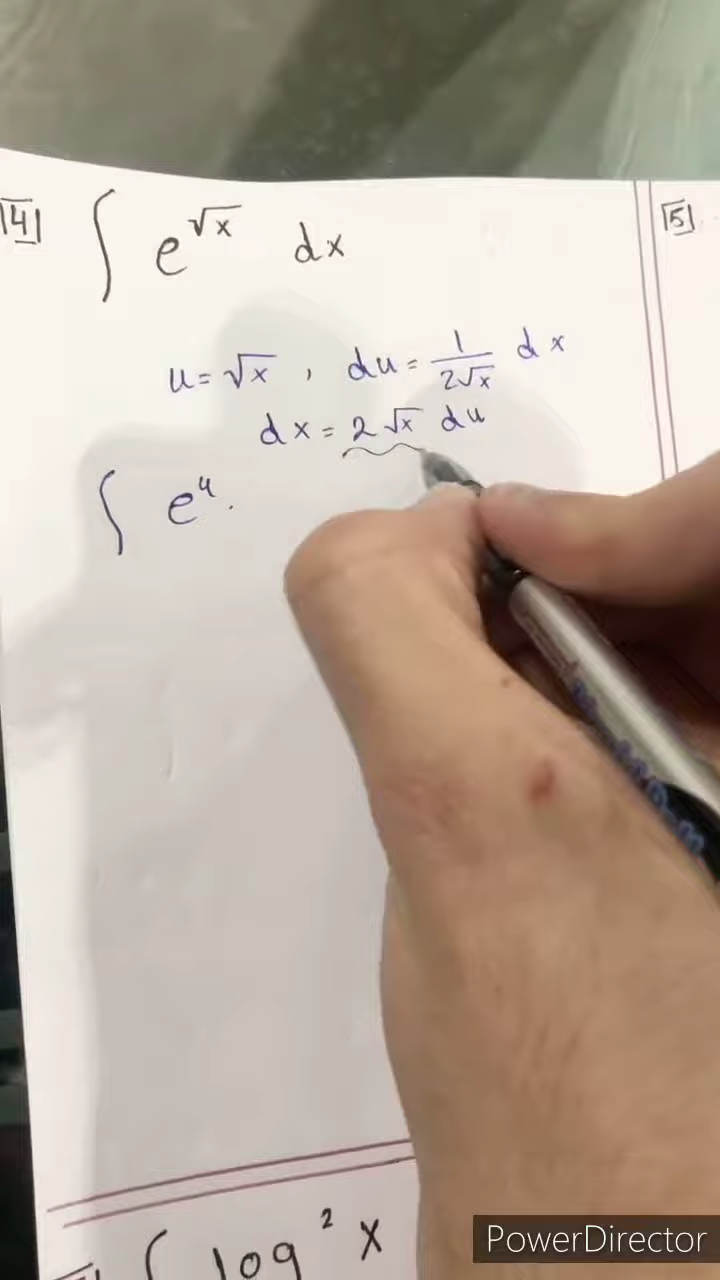 4
∫ e^√x dx
5
u = √x , du = 1/(2√x) dx
dx = 2√x du
∫ e^u .
∫ log² x
PowerDirector